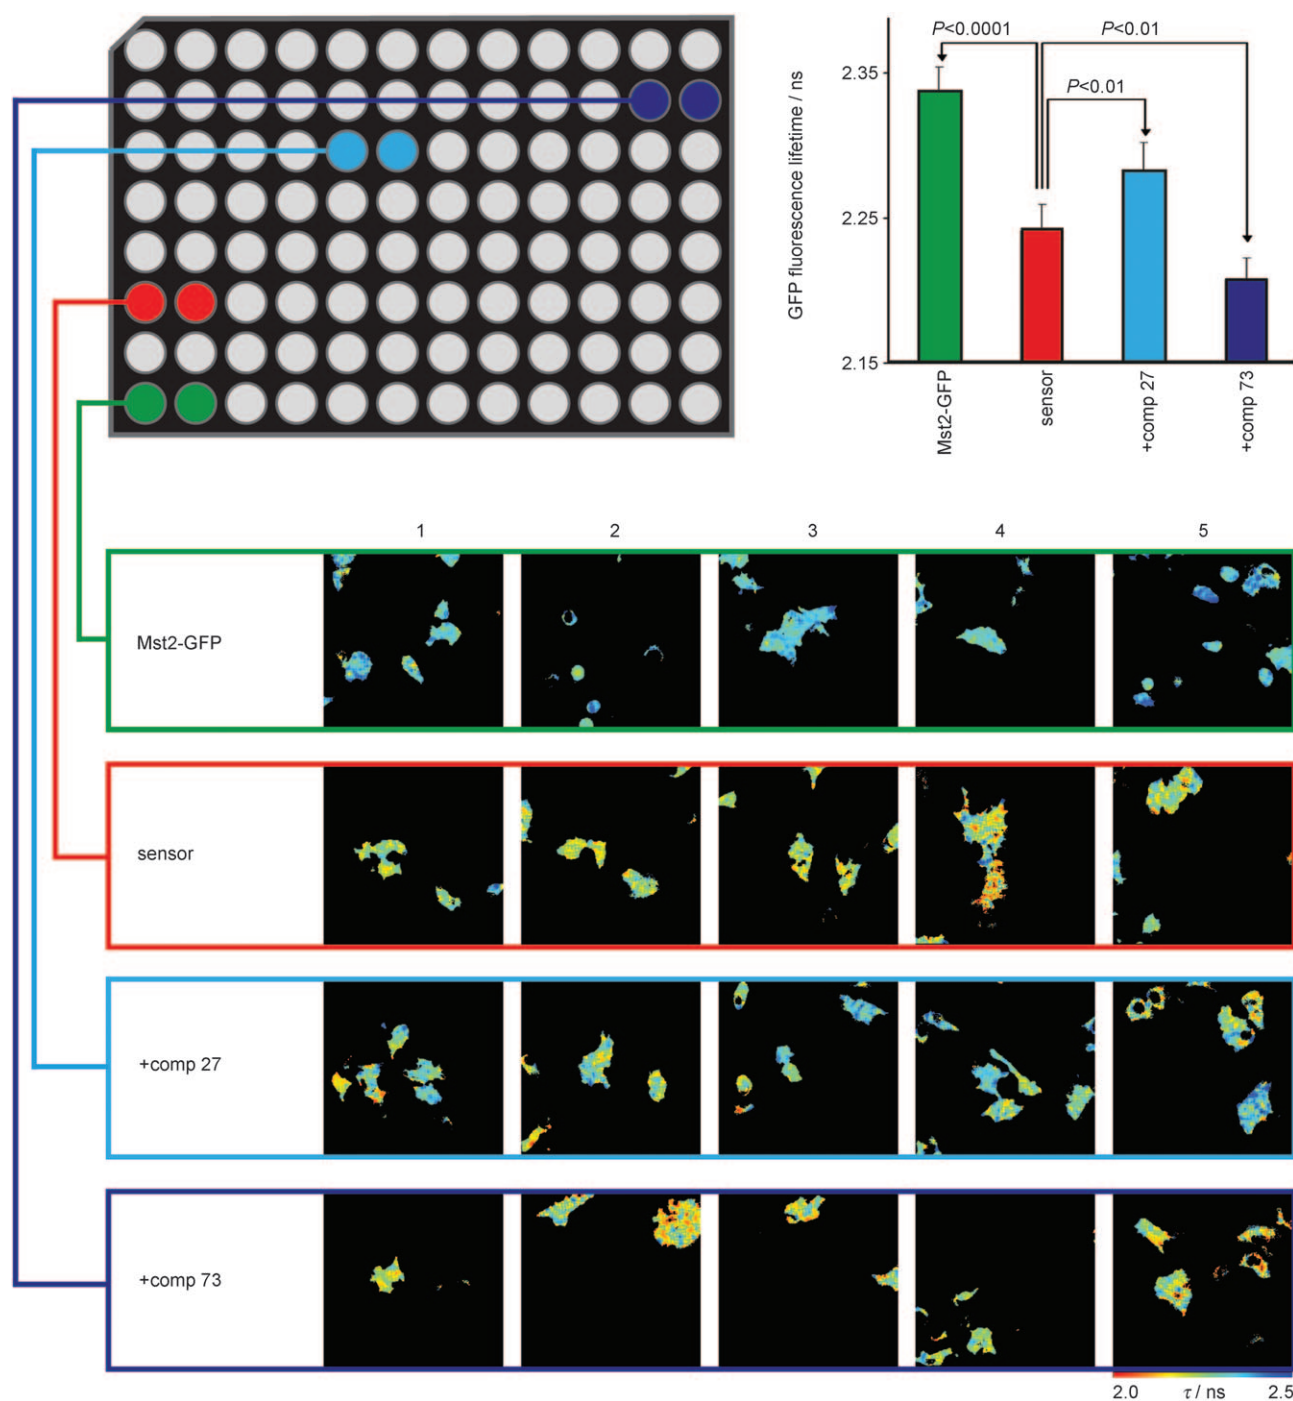 P<0.0001
P<0.01
P<0.01
GFP fluorescence lifetime / ns
2.35
2.25
2.15
Mst2-GFP
sensor
+comp 27
+comp 73
1 2 3 4 5
Mst2-GFP
sensor
+comp 27
+comp 73
2.0 τ / ns 2.5